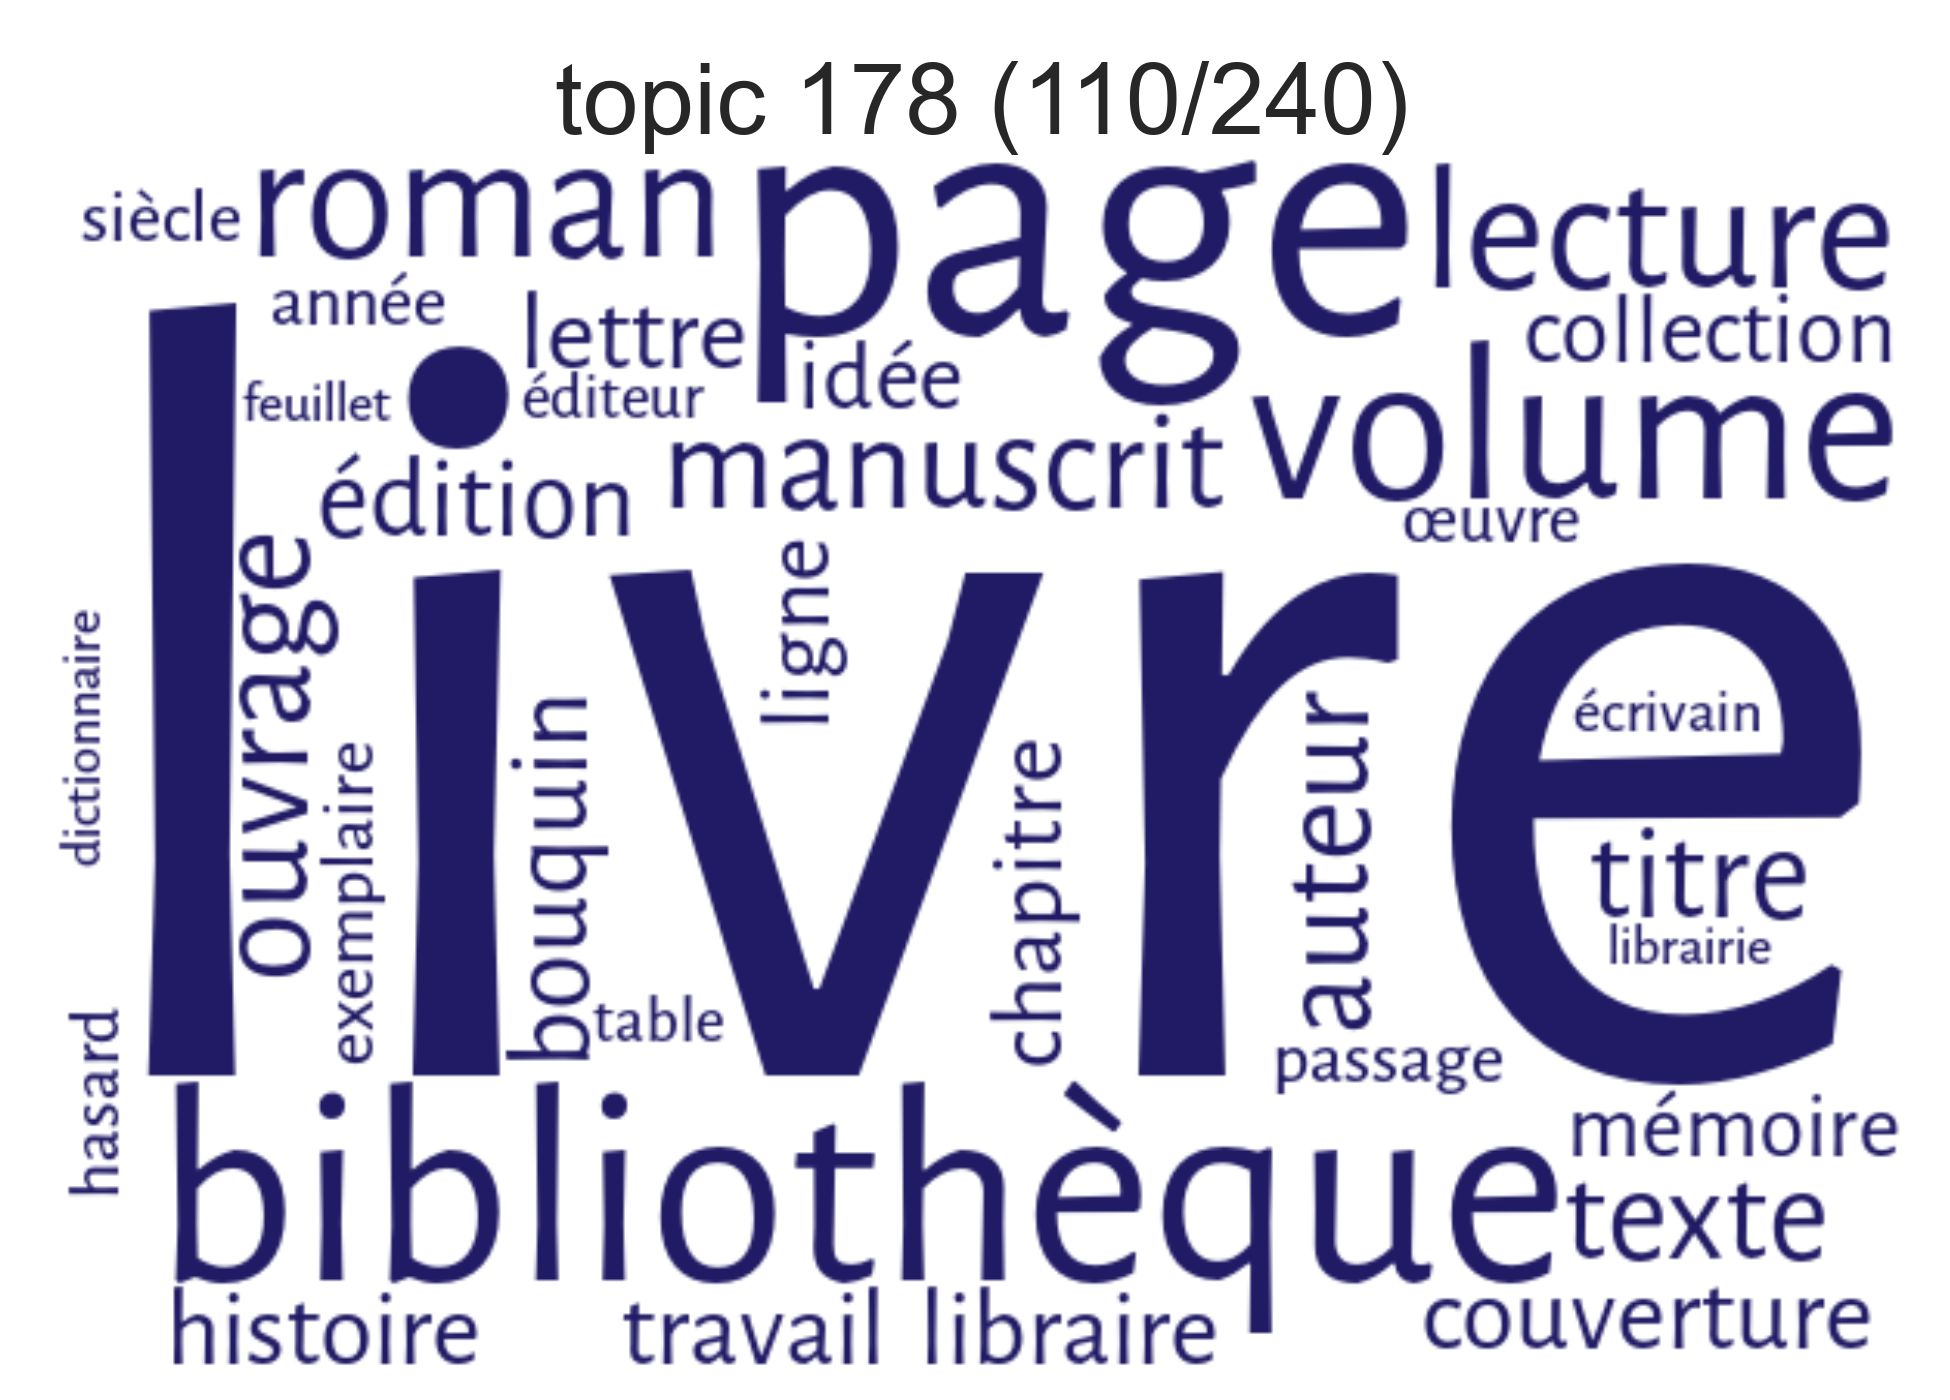 topic 178 (110/240)
siècle roman page lecture
année lettre idée collection
feuillet éditeur volume
édition manuscrit œuvre
livre
dictionnaire
ouvrage
exemplaire
bouquin
ligne
chapitre
auteur
écrivain
titre
librairie
table
passage
hasard
bibliothèque
mémoire
texte
histoire travail libraire couverture